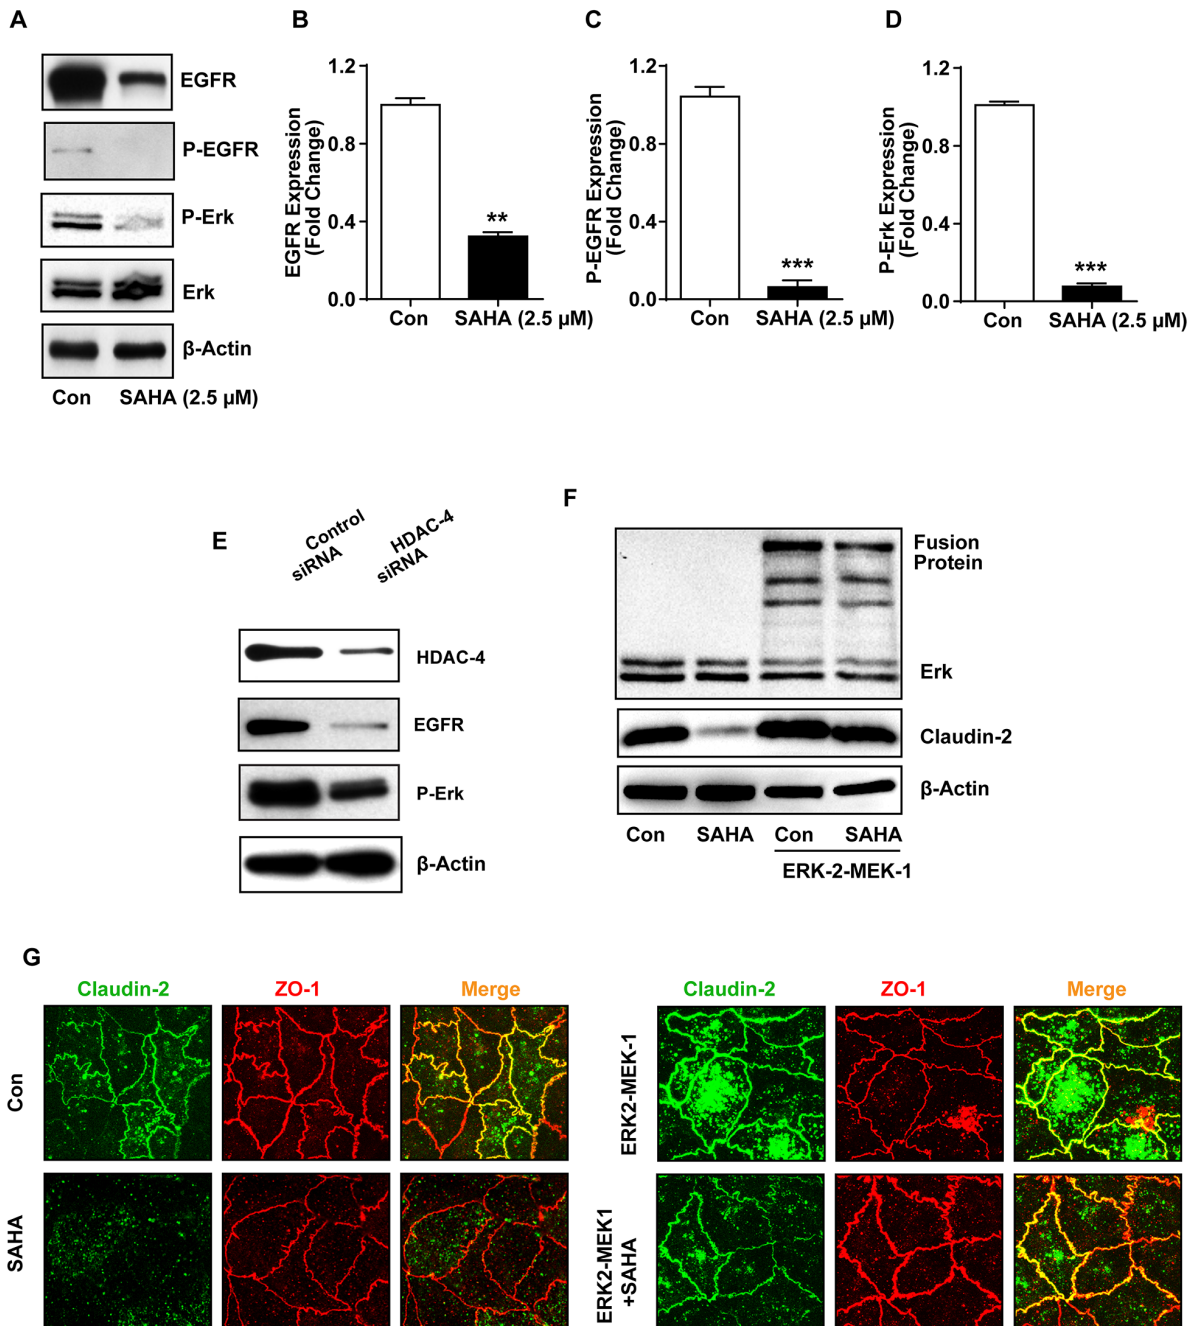 A
EGFR
P-EGFR
P-Erk
Erk
β-Actin
Con SAHA (2.5 µM)
B
EGFR Expression
(Fold Change)
1.2
0.8
0.4
0.0
**
Con SAHA (2.5 µM)
C
P-EGFR Expression
(Fold Change)
1.2
0.8
0.4
0.0
***
Con SAHA (2.5 µM)
D
P-Erk Expression
(Fold Change)
1.2
0.8
0.4
0.0
***
Con SAHA (2.5 µM)
E
Control
siRNA
HDAC-4
siRNA
HDAC-4
EGFR
P-Erk
β-Actin
F
Fusion
Protein
Erk
Claudin-2
β-Actin
Con SAHA Con SAHA
ERK-2-MEK-1
G
Claudin-2 ZO-1 Merge
Con
SAHA
Claudin-2 ZO-1 Merge
ERK2-MEK-1
ERK2-MEK1
+SAHA